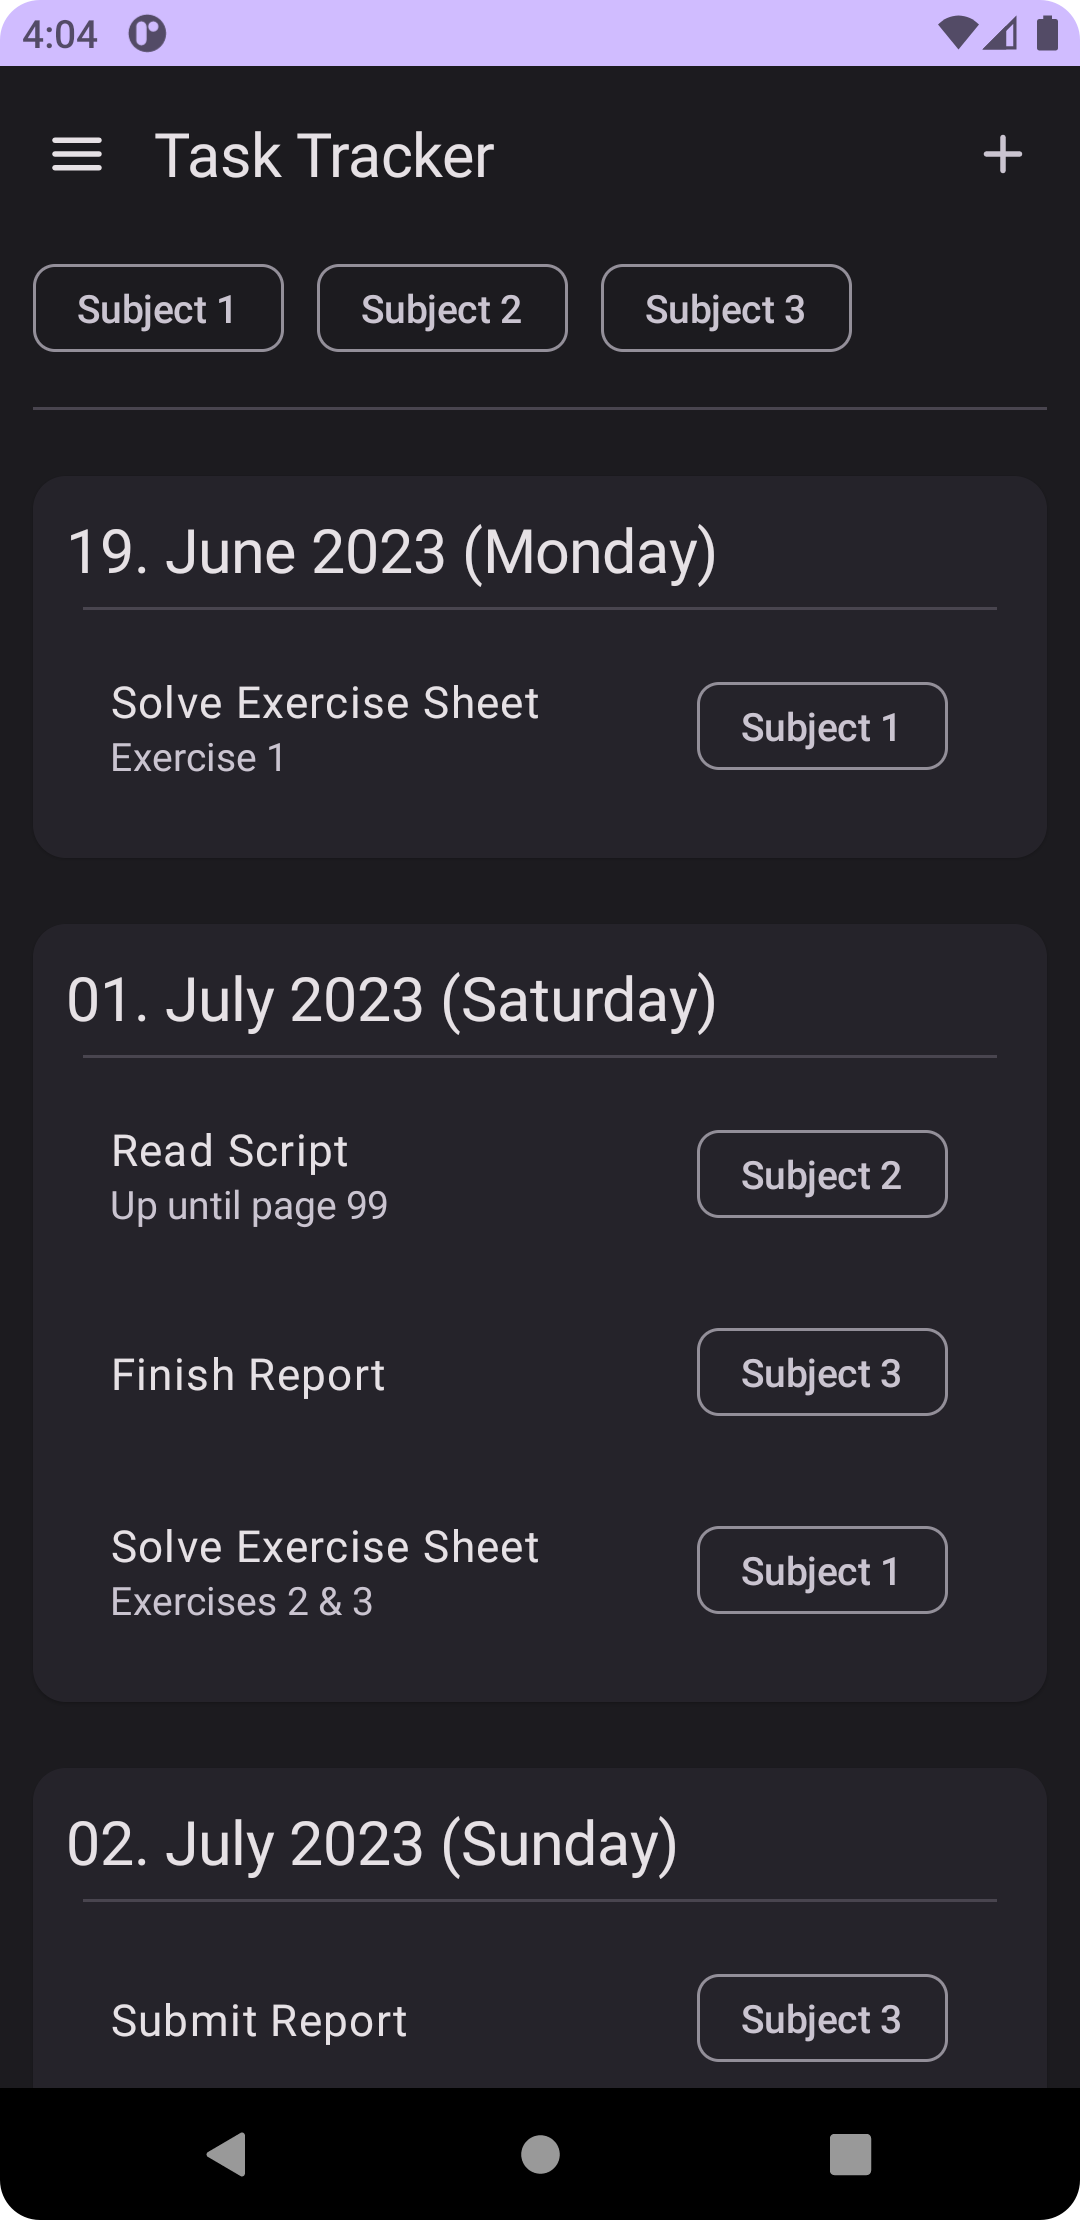 4:04
Task Tracker
Subject 1 Subject 2 Subject 3
19. June 2023 (Monday)
Solve Exercise Sheet
Exercise 1
Subject 1
01. July 2023 (Saturday)
Read Script
Up until page 99
Subject 2
Finish Report
Subject 3
Solve Exercise Sheet
Exercises 2 & 3
Subject 1
02. July 2023 (Sunday)
Submit Report
Subject 3